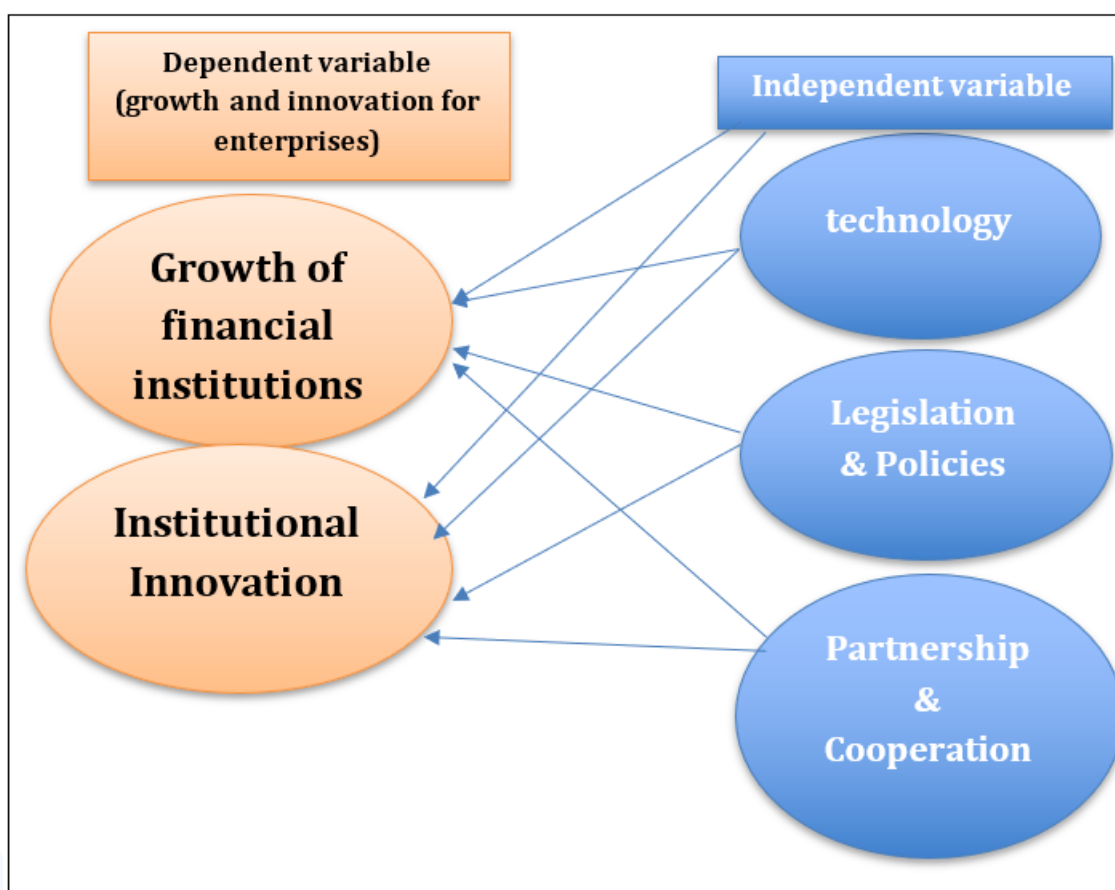 Dependent variable
(growth and innovation for
enterprises)
Growth of
financial
institutions
Institutional
Innovation
Independent variable
technology
Legislation
& Policies
Partnership
&
Cooperation